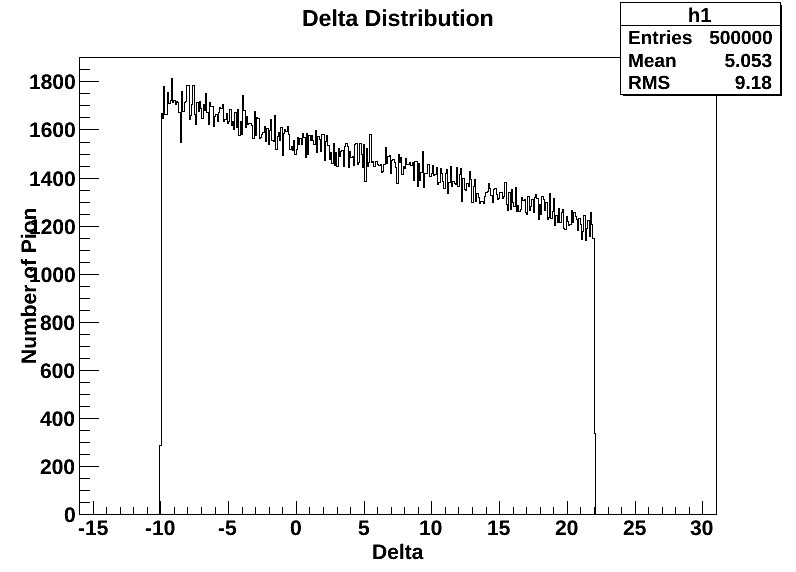 Delta Distribution
h1
Entries 500000
Mean 5.053
RMS 9.18
Number of Pion
1800
1600
1400
1200
1000
800
600
400
200
0
-15 -10 -5 0 5 10 15 20 25 30
Delta